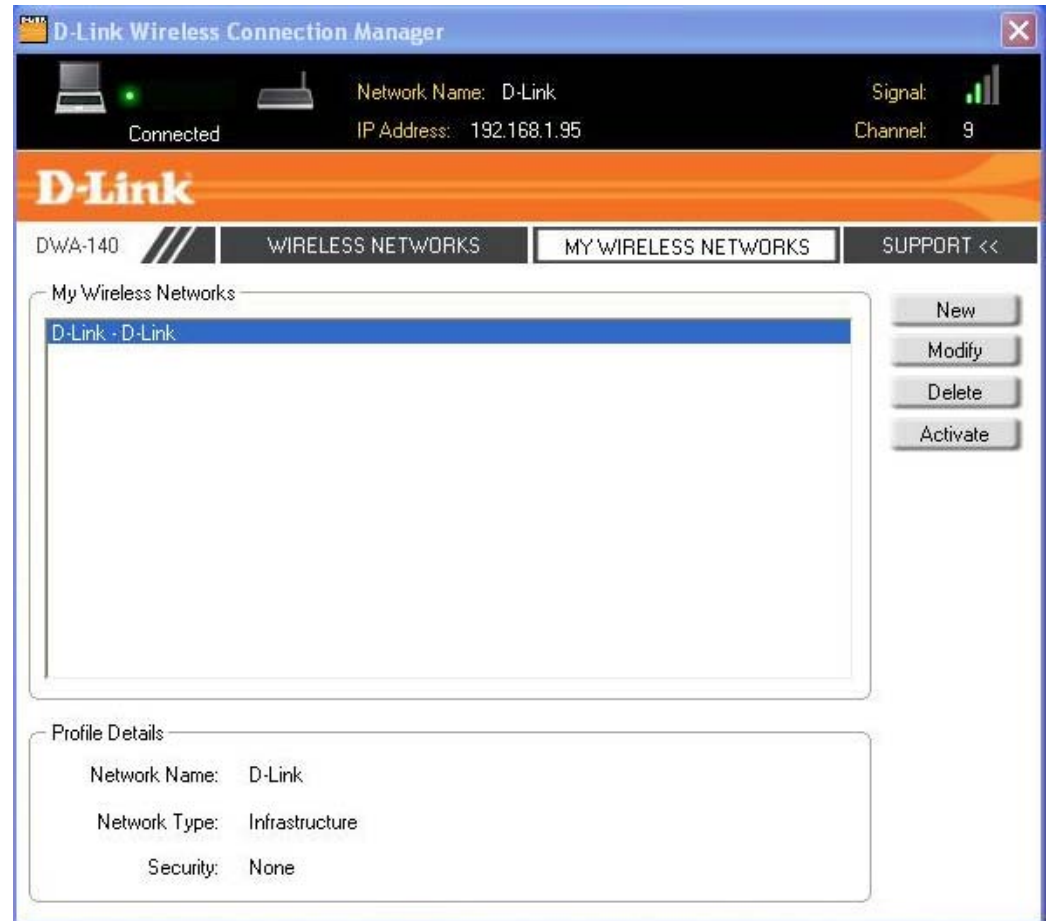 D-Link Wireless Connection Manager
Network Name: D-Link
Signal:
Connected
IP Address: 192.168.1.95
Channel: 9
D-Link
DWA-140
WIRELESS NETWORKS
MY WIRELESS NETWORKS
SUPPORT <<
My Wireless Networks
D-Link - D-Link
New
Modify
Delete
Activate
Profile Details
Network Name: D-Link
Network Type: Infrastructure
Security: None